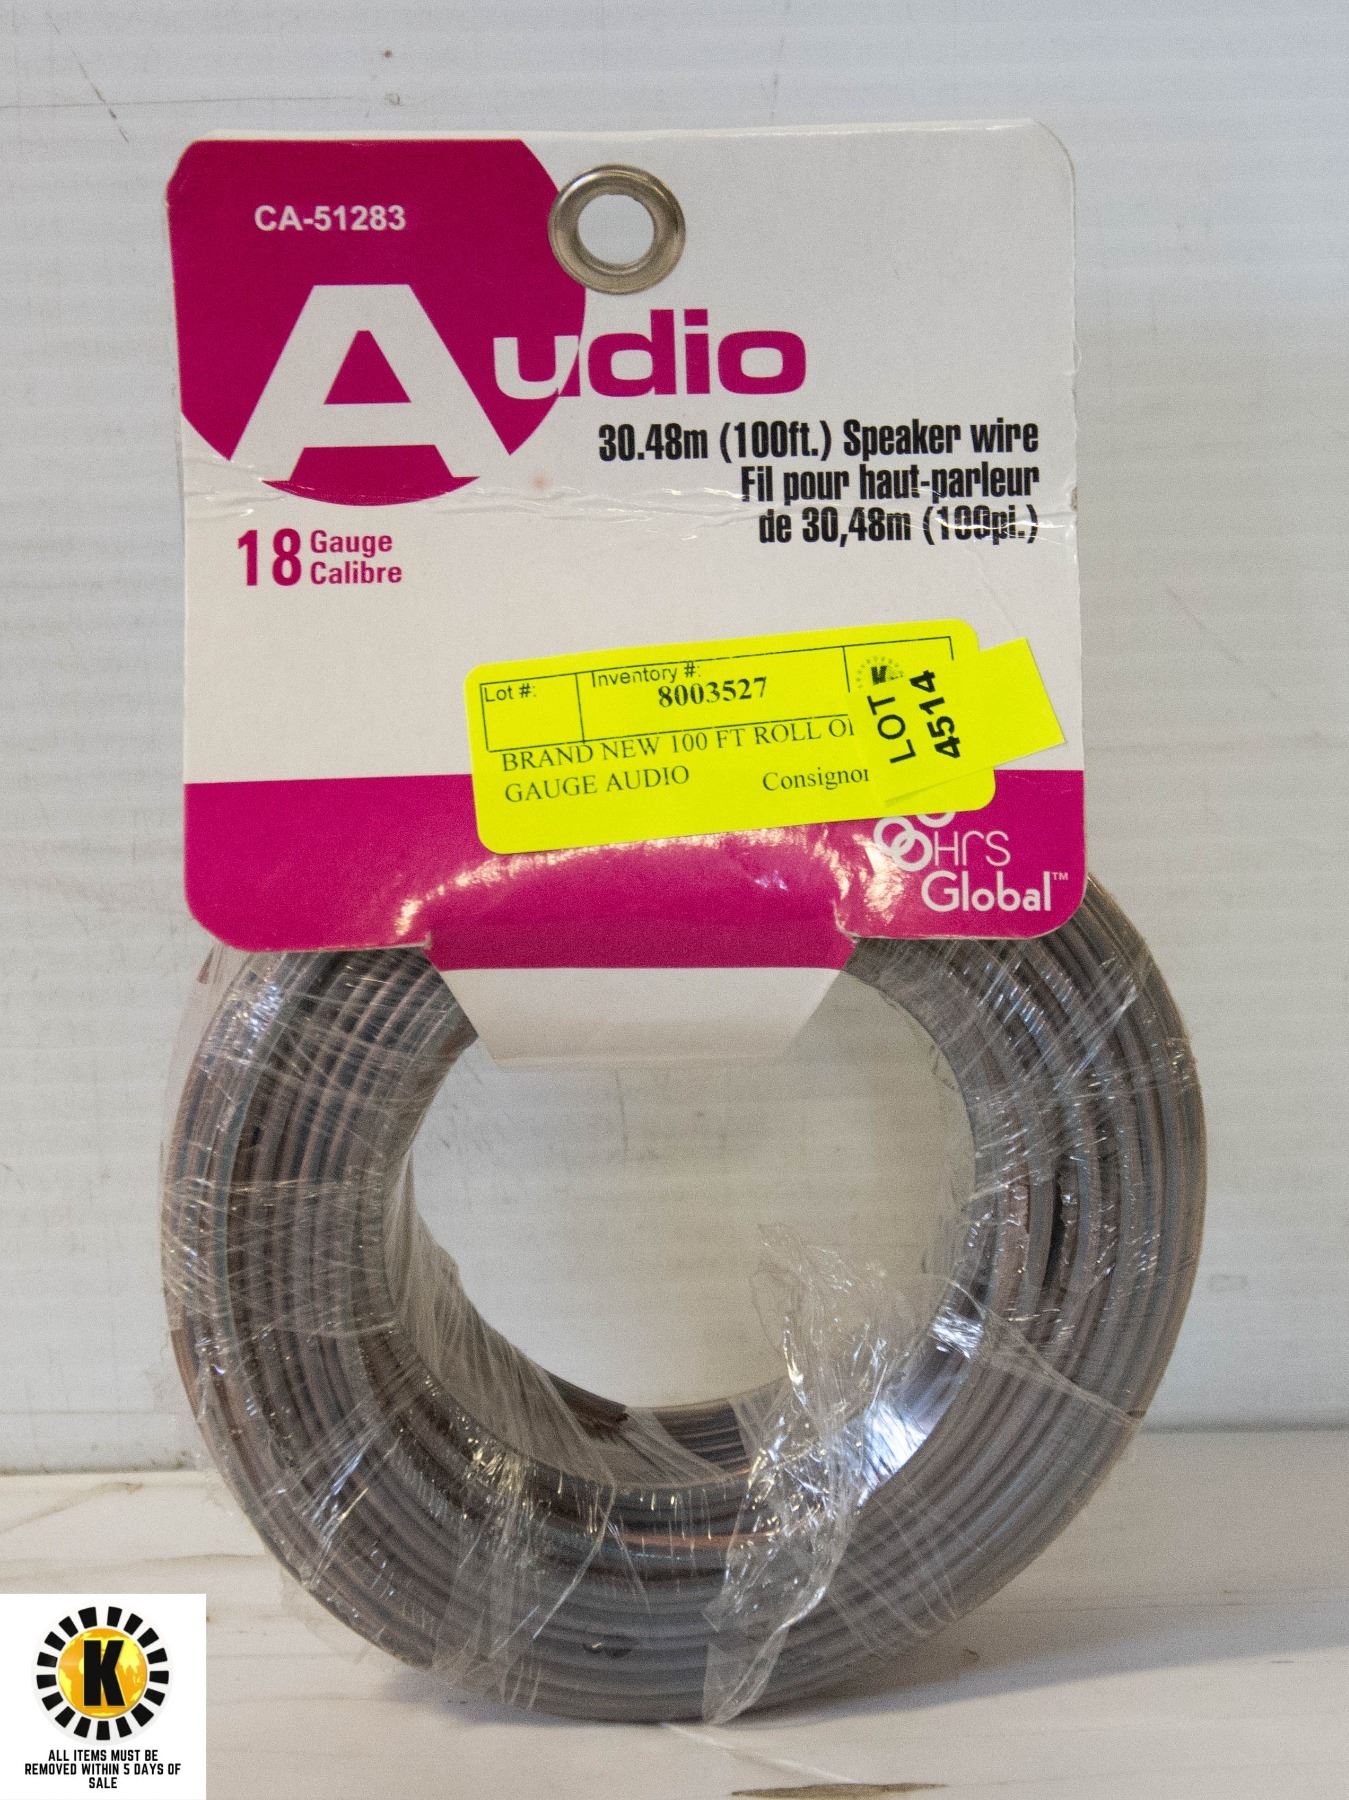 CA-51283
Audio
30.48m (100ft.) Speaker wire
Fil pour haut-parleur
de 30,48m (100pi.)
18 Gauge
Calibre
Lot #:
Inventory #:
8003527
BRAND NEW 100 FT ROLL
GAUGE AUDIO
LOT
4514
HrS
Global™
K
ALL ITEMS MUST BE
REMOVED WITHIN 5 DAYS OF
SALE